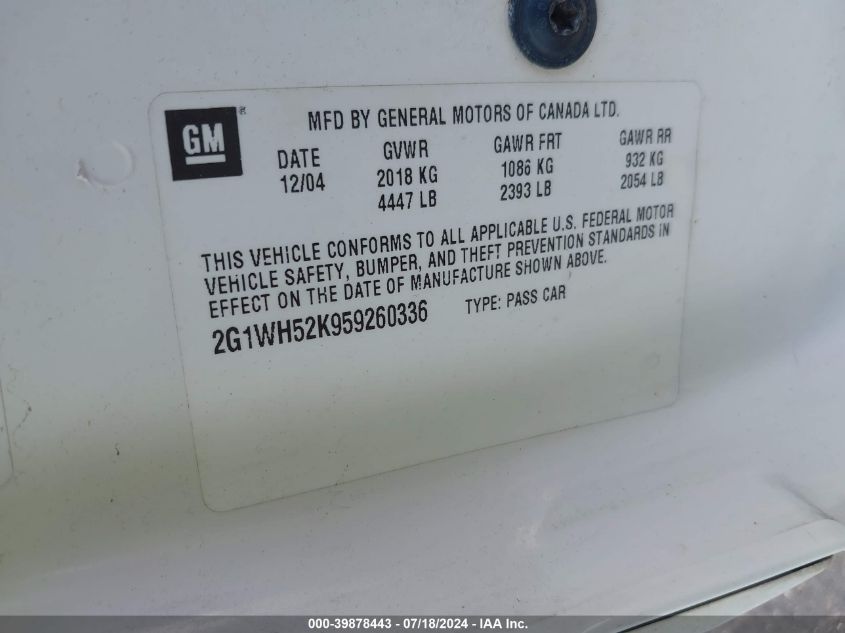 GM ®
MFD BY GENERAL MOTORS OF CANADA LTD.
DATE GVWR GAWR FRT GAWR RR
12/04 2018 KG 1086 KG 932 KG
4447 LB 2393 LB 2054 LB
THIS VEHICLE CONFORMS TO ALL APPLICABLE U.S. FEDERAL MOTOR
VEHICLE SAFETY, BUMPER, AND THEFT PREVENTION STANDARDS IN
EFFECT ON THE DATE OF MANUFACTURE SHOWN ABOVE.
2G1WH52K959260336 TYPE: PASS CAR
000-39878443 - 07/18/2024 - IAA Inc.